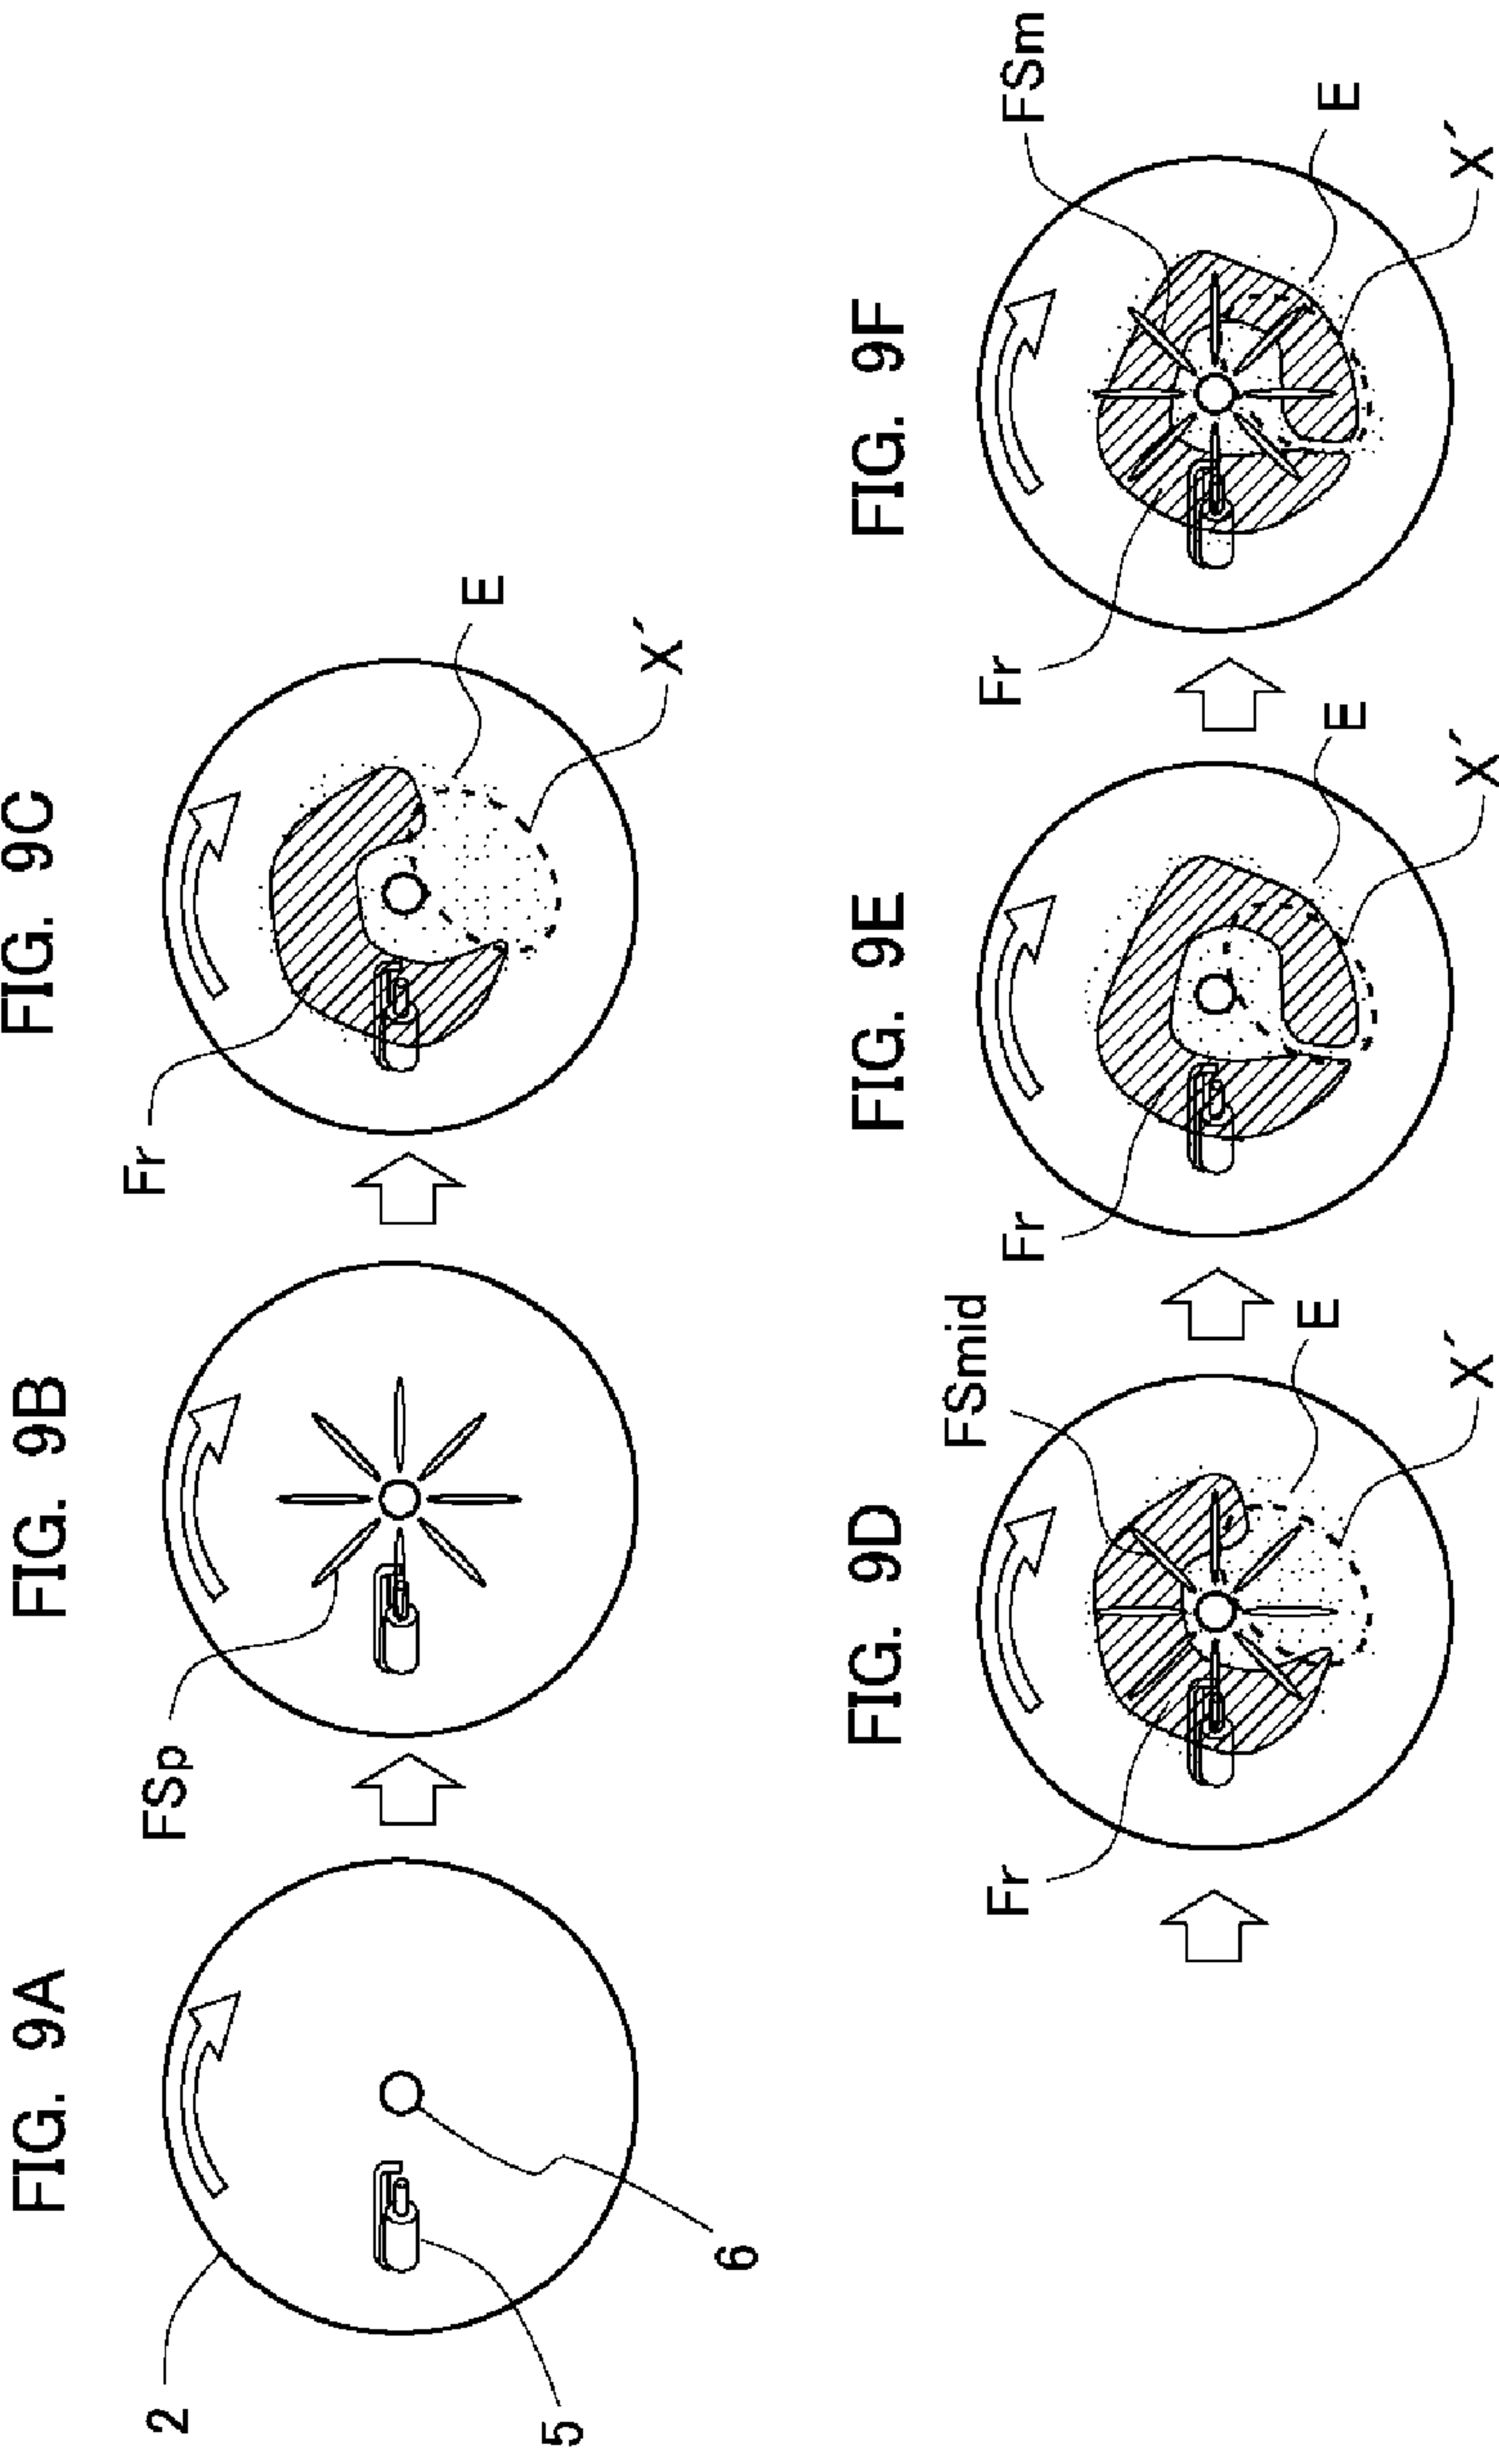 FIG. 9A
2
5
6
FIG. 9B
FSp
FIG. 9C
Fr
E
X´
FIG. 9D
Fr
FSmid
E
X´
FIG. 9E
Fr
E
X´
FIG. 9F
Fr
FSm
E
X´